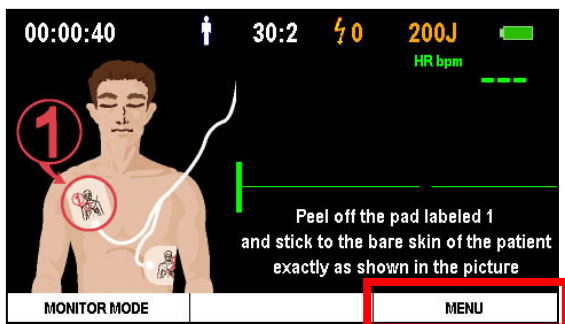 00:00:40 30:2 0 200J
HR bpm
---
1
Peel off the pad labeled 1
and stick to the bare skin of the patient
exactly as shown in the picture
MONITOR MODE MENU